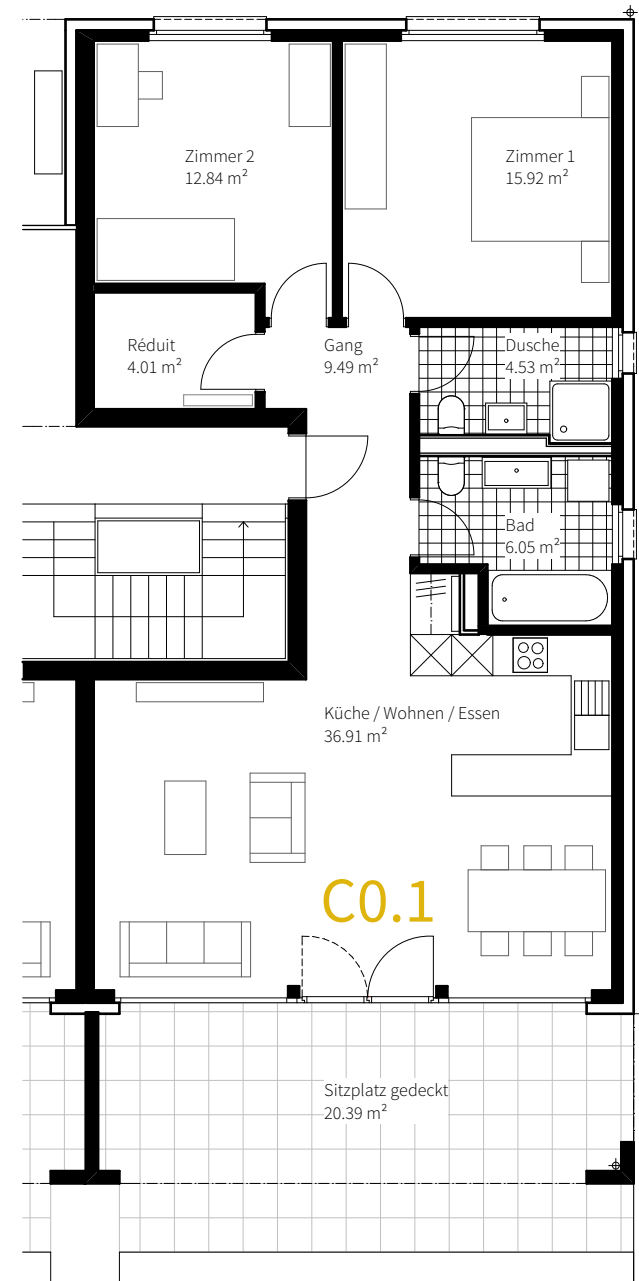 Zimmer 2
12.84 m²
Zimmer 1
15.92 m²
Réduit
4.01 m²
Gang
9.49 m²
Dusche
4.53 m²
Bad
6.05 m²
Küche / Wohnen / Essen
36.91 m²
C0.1
Sitzplatz gedeckt
20.39 m²